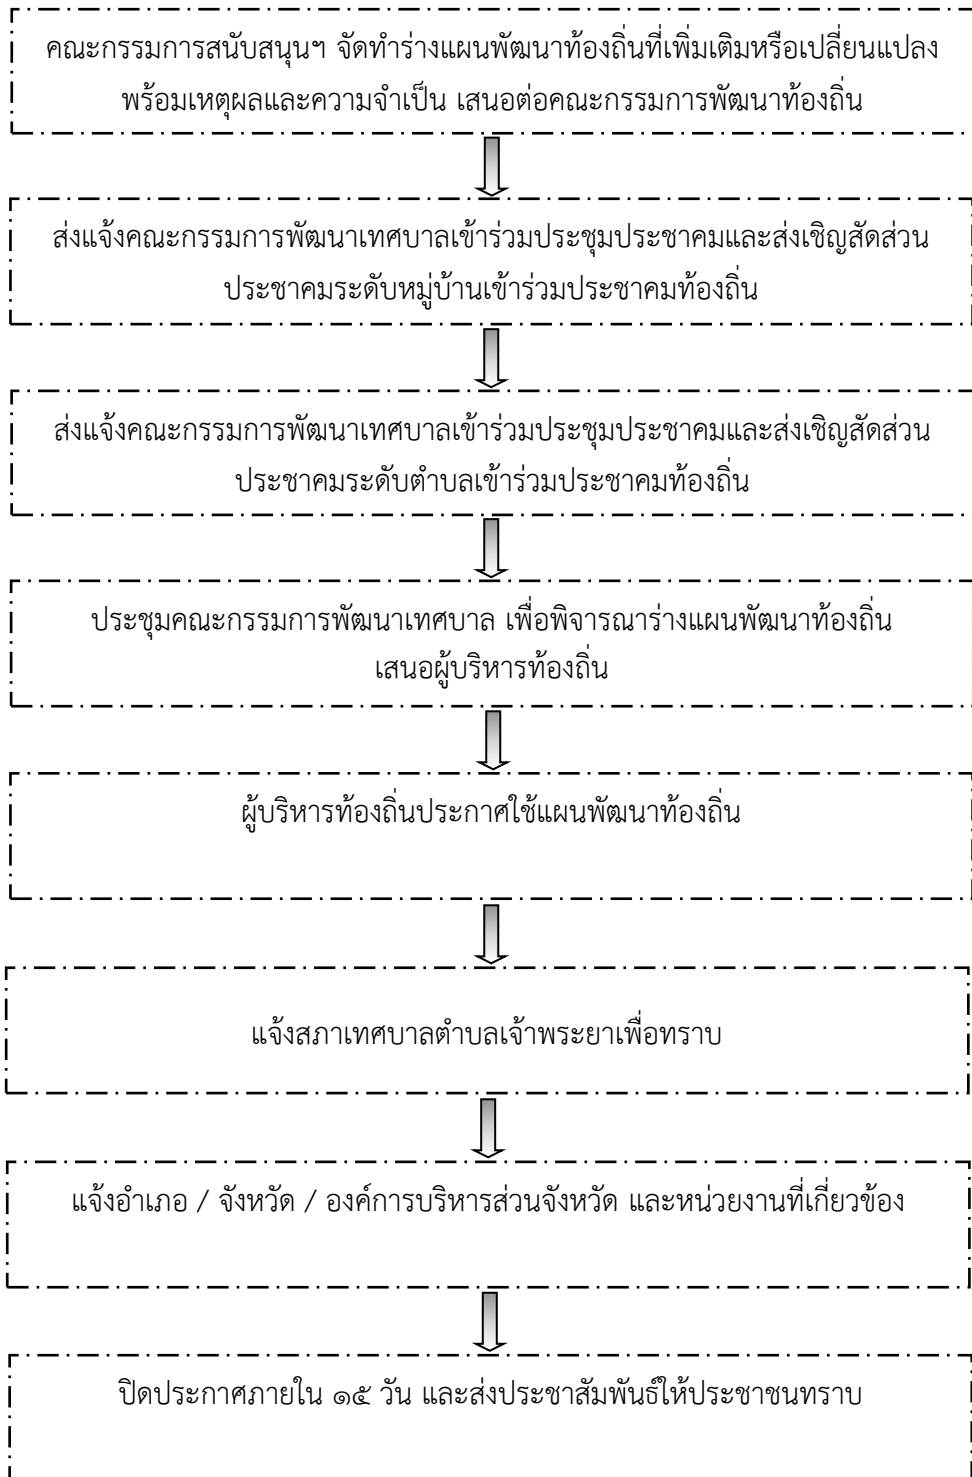 คณะกรรมการสนับสนุนฯ จัดทำร่างแผนพัฒนาท้องถิ่นที่เพิ่มเติมหรือเปลี่ยนแปลง
พร้อมเหตุผลและความจำเป็น เสนอต่อคณะกรรมการพัฒนาท้องถิ่น
ส่งแจ้งคณะกรรมการพัฒนาเทศบาลเข้าร่วมประชุมประชาคมและส่งเชิญสัดส่วน
ประชาคมระดับหมู่บ้านเข้าร่วมประชาคมท้องถิ่น
ส่งแจ้งคณะกรรมการพัฒนาเทศบาลเข้าร่วมประชุมประชาคมและส่งเชิญสัดส่วน
ประชาคมระดับตำบลเข้าร่วมประชาคมท้องถิ่น
ประชุมคณะกรรมการพัฒนาเทศบาล เพื่อพิจารณาร่างแผนพัฒนาท้องถิ่น
เสนอผู้บริหารท้องถิ่น
ผู้บริหารท้องถิ่นประกาศใช้แผนพัฒนาท้องถิ่น
แจ้งสภาเทศบาลตำบลเจ้าพระยาเพื่อทราบ
แจ้งอำเภอ / จังหวัด / องค์การบริหารส่วนจังหวัด และหน่วยงานที่เกี่ยวข้อง
ปิดประกาศภายใน ๑๕ วัน และส่งประชาสัมพันธ์ให้ประชาชนทราบ